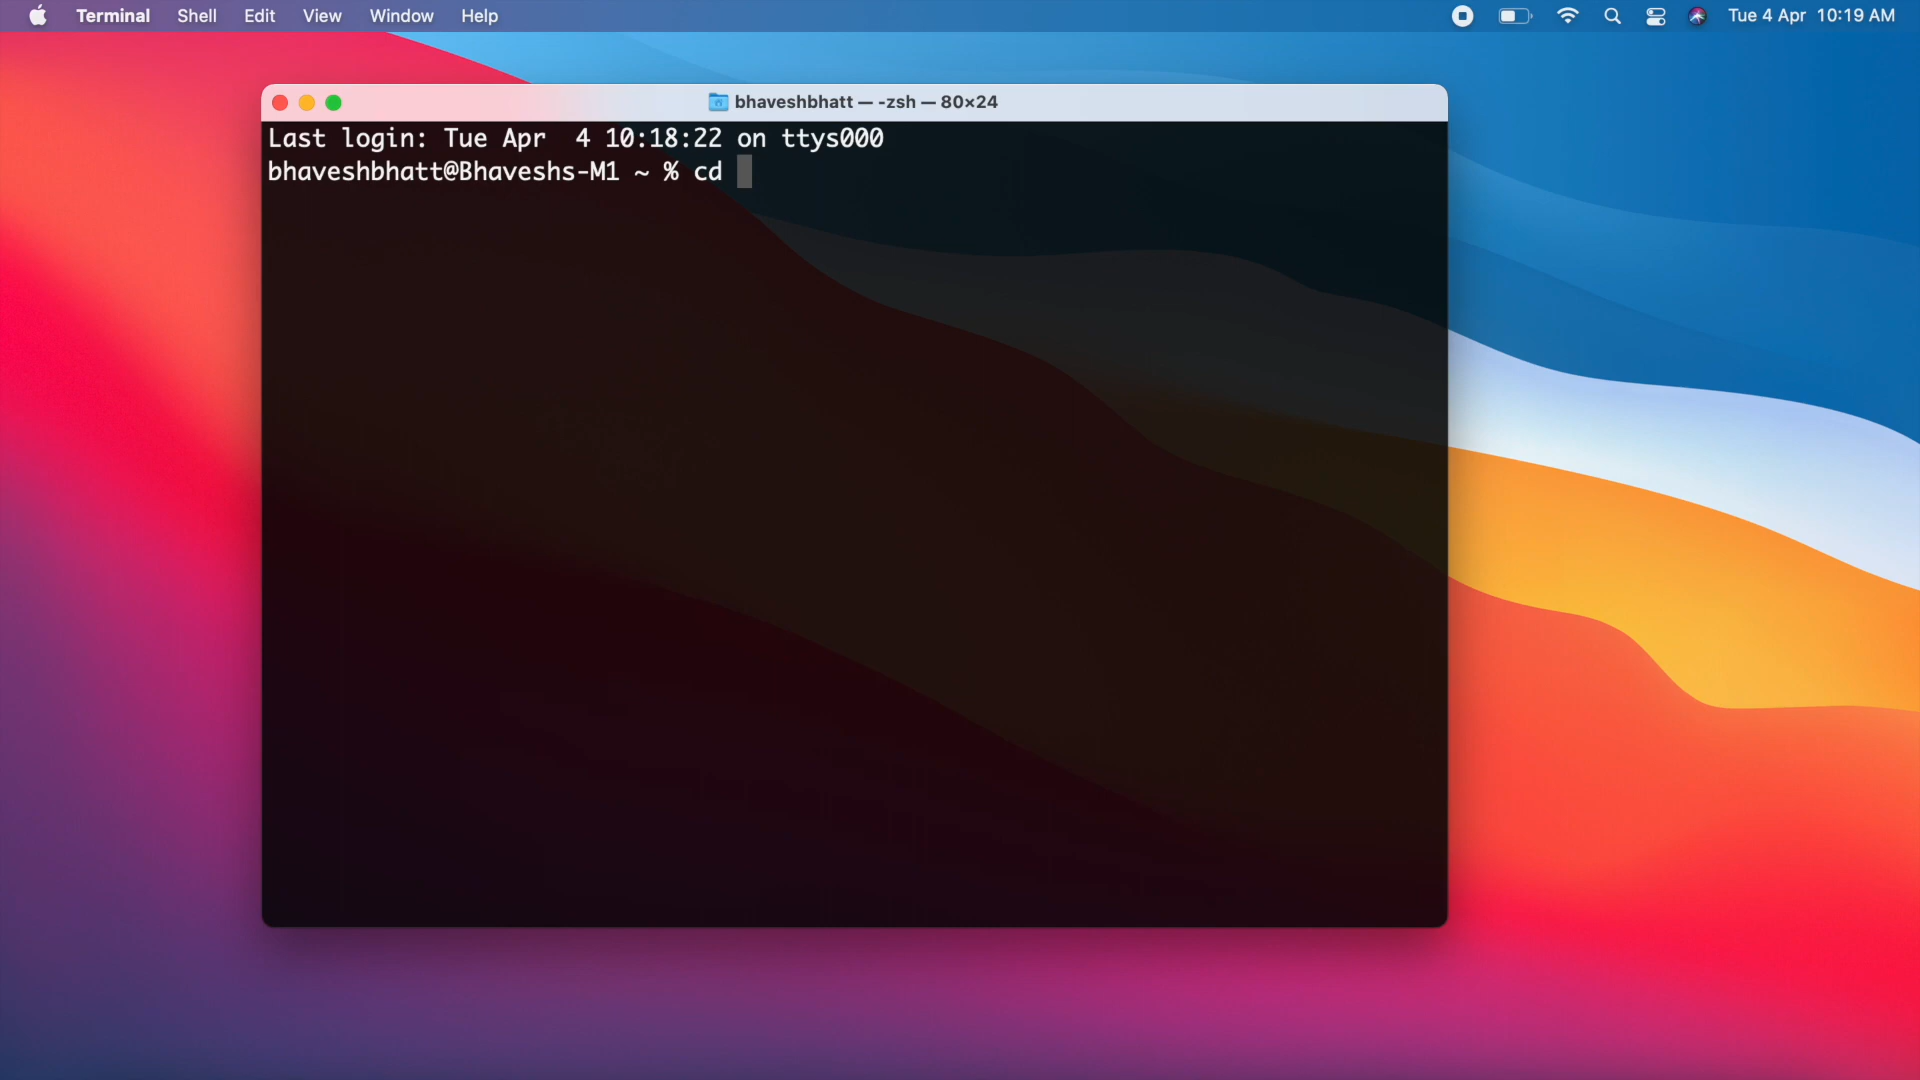 Terminal Shell Edit View Window Help Tue 4 Apr 10:19 AM
bhaveshbhatt — -zsh — 80×24
Last login: Tue Apr  4 10:18:22 on ttys000
bhaveshbhatt@Bhaveshs-M1 ~ % cd